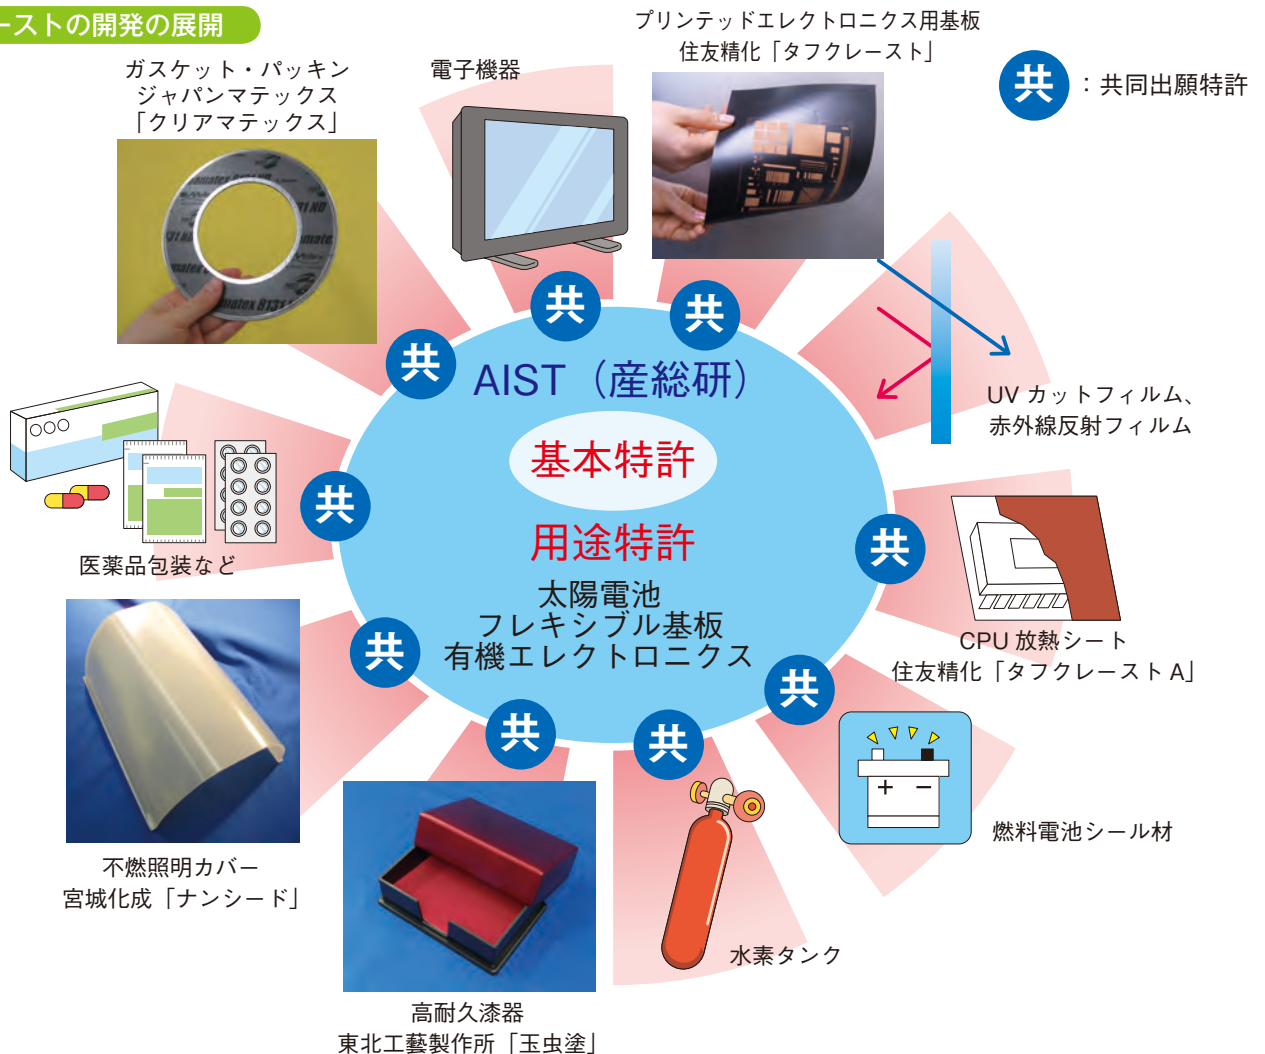 ーストの開発の展開
プリンテッドエレクトロニクス用基板
住友精化「タフクレースト」
共
：共同出願特許
ガスケット・パッキン
ジャパンマテックス
「クリアマテックス」
電子機器
共
共
共
AIST（産総研）
基本特許
用途特許
太陽電池
フレキシブル基板
有機エレクトロニクス
UV カットフィルム、
赤外線反射フィルム
共
医薬品包装など
共
CPU 放熱シート
住友精化「タフクレースト A」
共
不燃照明カバー
宮城化成「ナンシード」
共
+ −
燃料電池シール材
共
高耐久漆器
東北工藝製作所「玉虫塗」
共
水素タンク